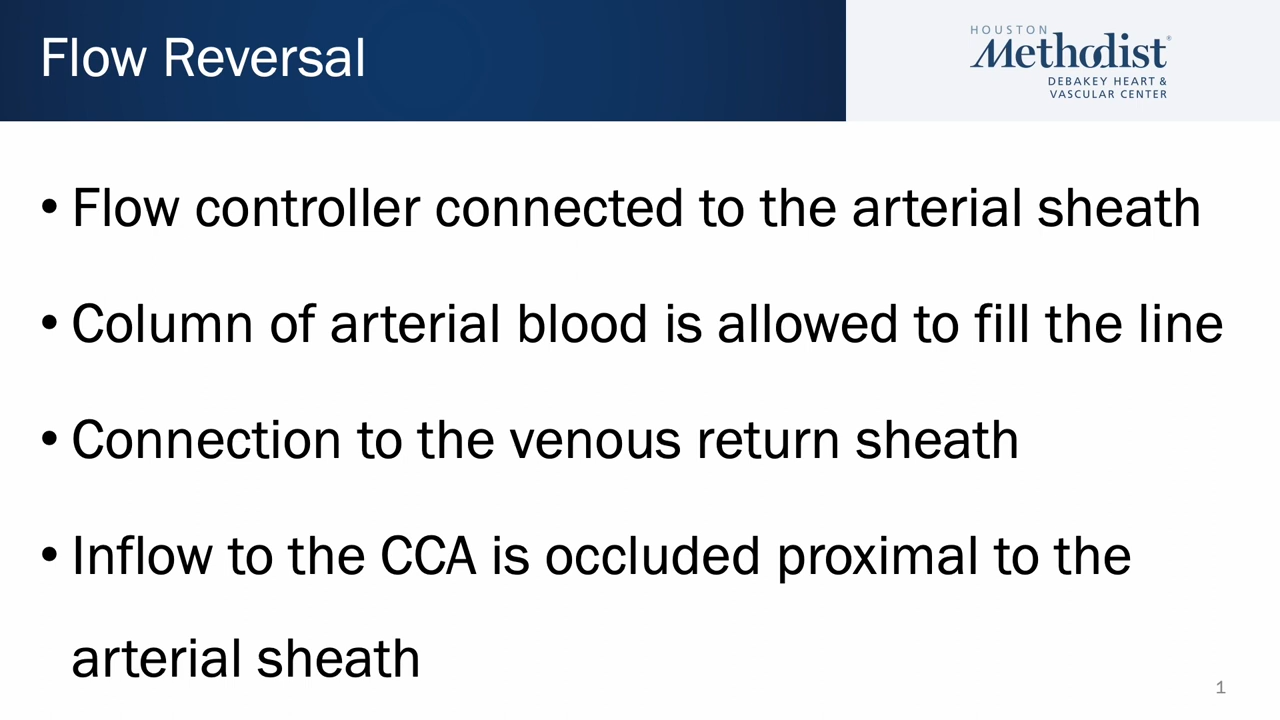 Flow Reversal
HOUSTON
Methodist®
DEBAKEY HEART &
VASCULAR CENTER
• Flow controller connected to the arterial sheath
• Column of arterial blood is allowed to fill the line
• Connection to the venous return sheath
• Inflow to the CCA is occluded proximal to the
arterial sheath
1